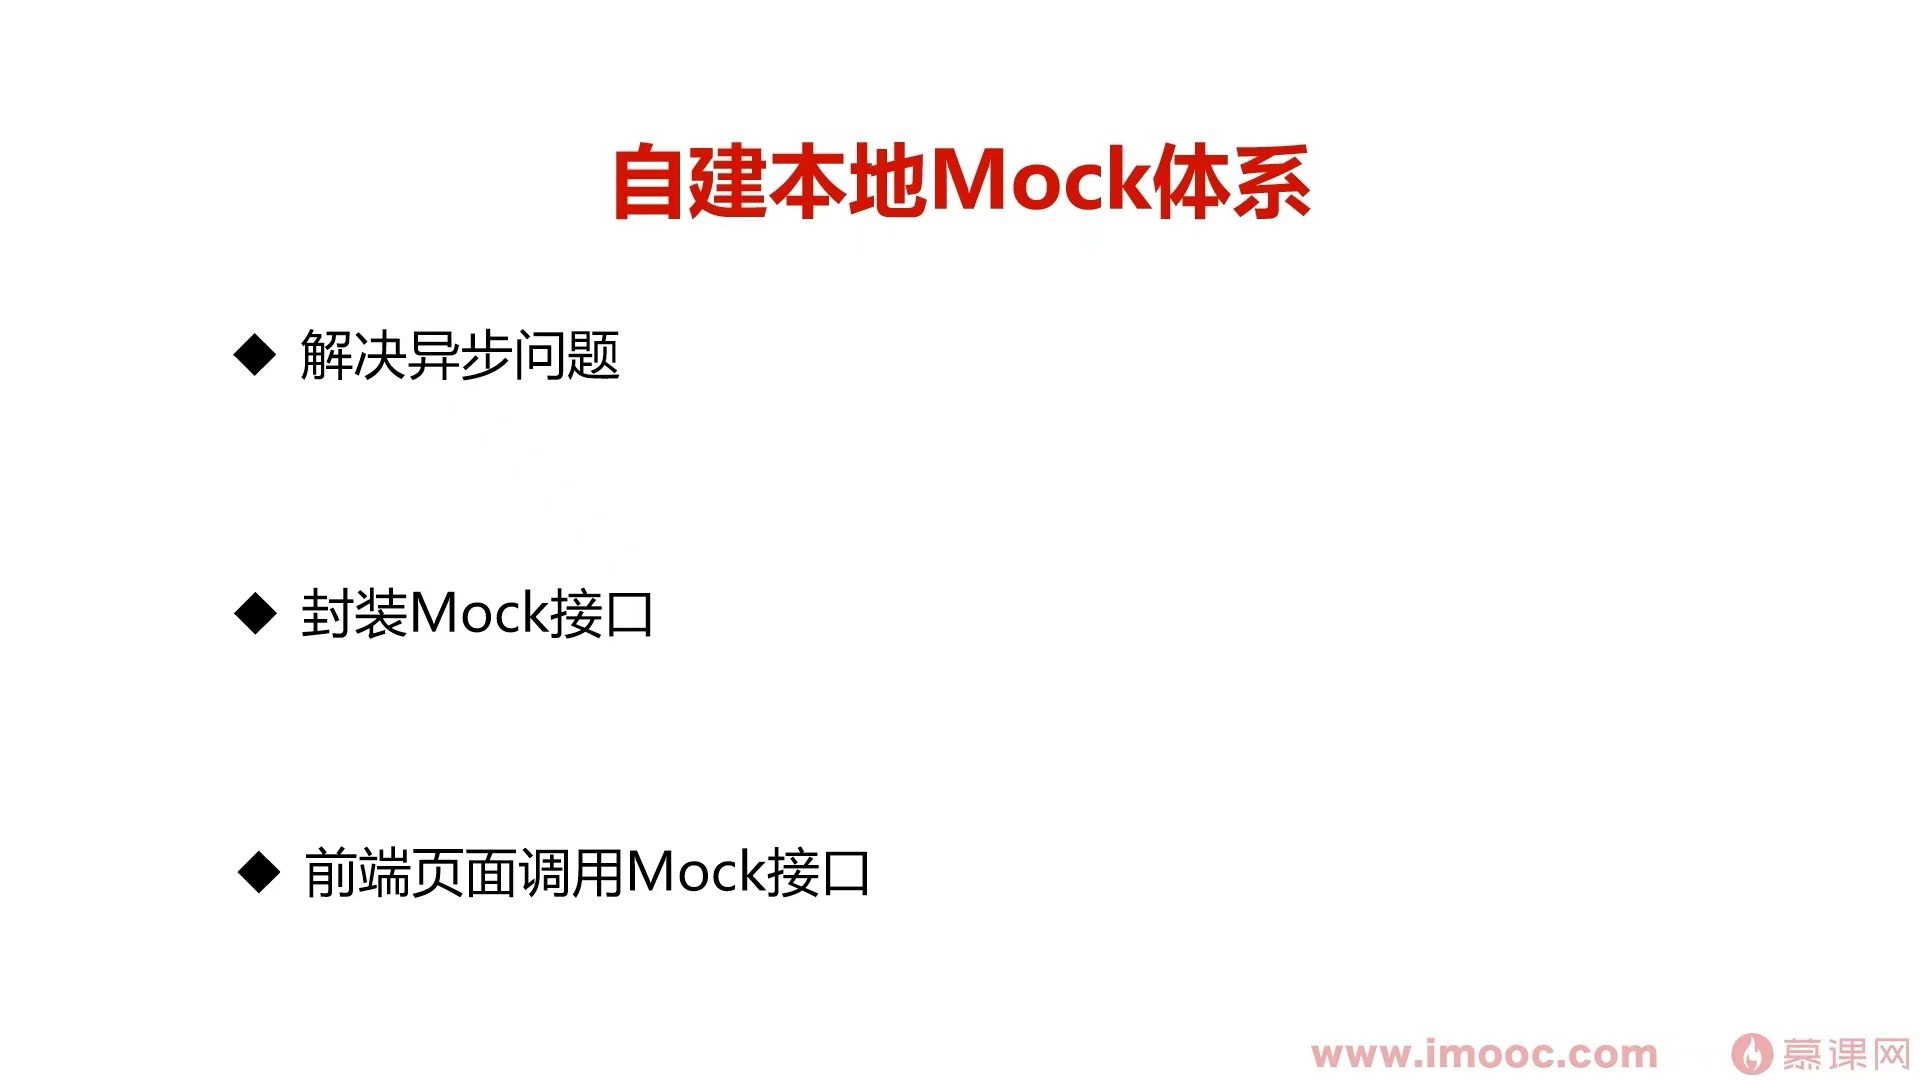 自建本地Mock体系
◆ 解决异步问题
◆ 封装Mock接口
◆ 前端页面调用Mock接口
www.imooc.com 慕课网